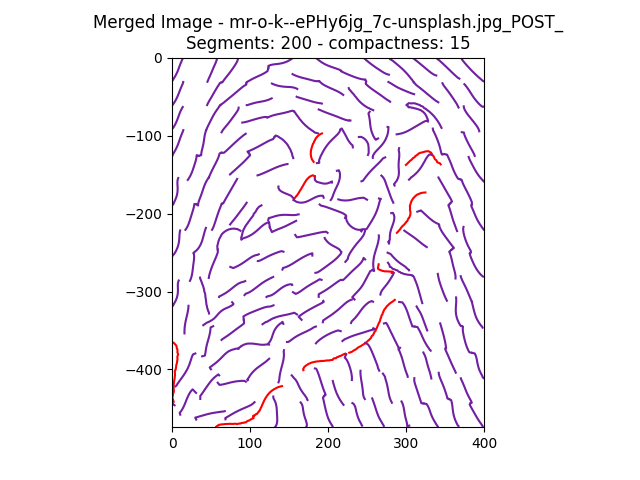 Merged Image - mr-o-k--ePHy6jg_7c-unsplash.jpg_POST_
Segments: 200 - compactness: 15
0
−100
−200
−300
−400
0 100 200 300 400